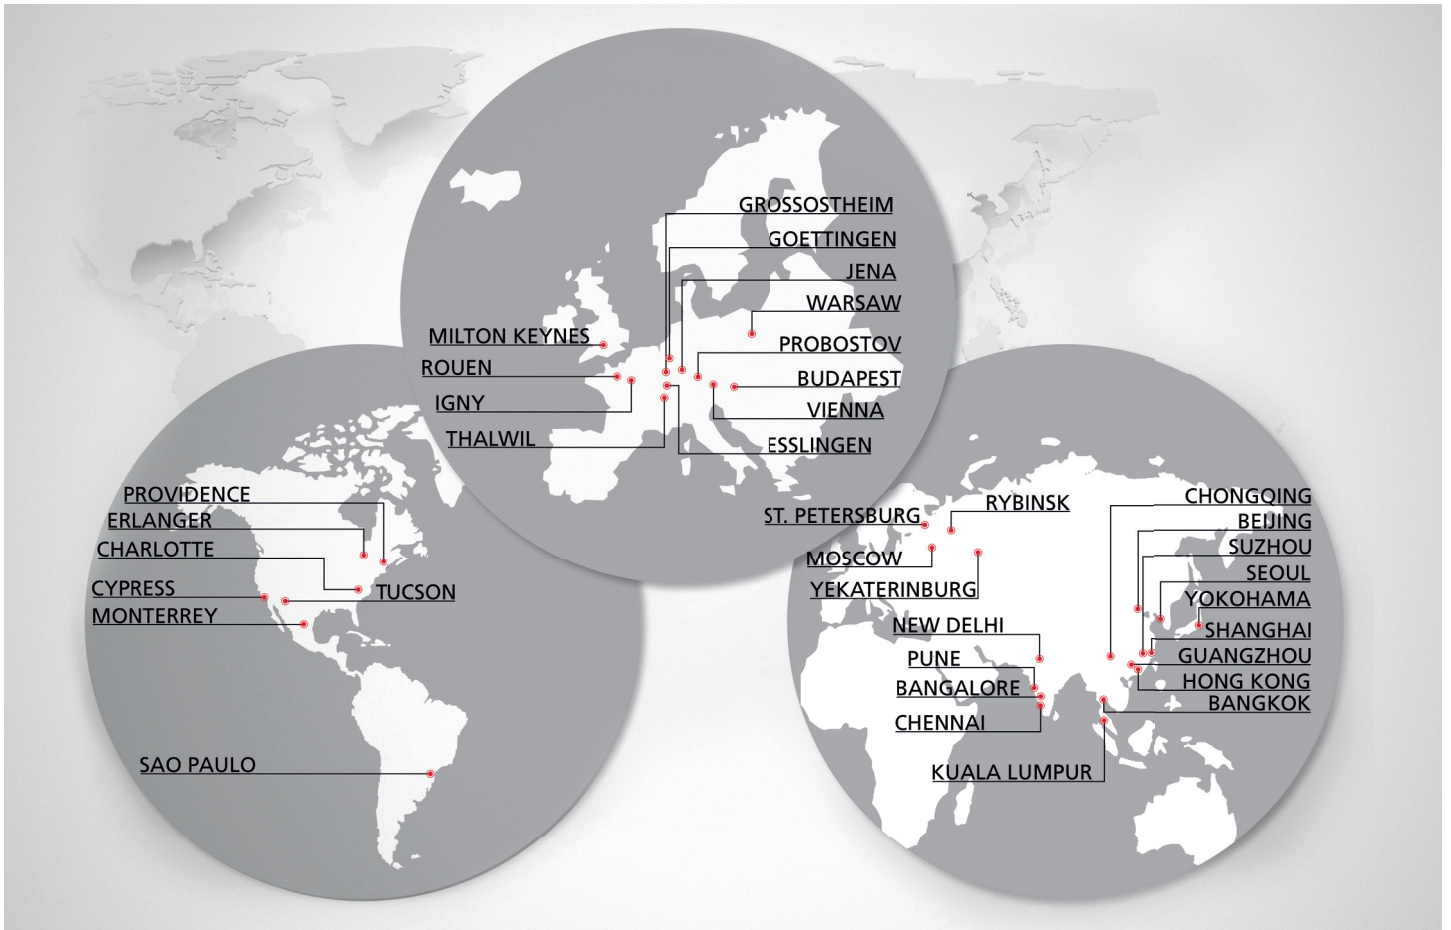 GROSSOSTHEIM
GOETTINGEN
JENA
WARSAW
MILTON KEYNES
PROBOSTOV
ROUEN
BUDAPEST
IGNY
VIENNA
THALWIL
ESSLINGEN
PROVIDENCE
ERLANGER
CHARLOTTE
CYPRESS
TUCSON
MONTERREY
SAO PAULO
RYBINSK
ST. PETERSBURG
MOSCOW
YEKATERINBURG
NEW DELHI
PUNE
BANGALORE
CHENNAI
KUALA LUMPUR
CHONGQING
BEIJING
SUZHOU
SEOUL
YOKOHAMA
SHANGHAI
GUANGZHOU
HONG KONG
BANGKOK